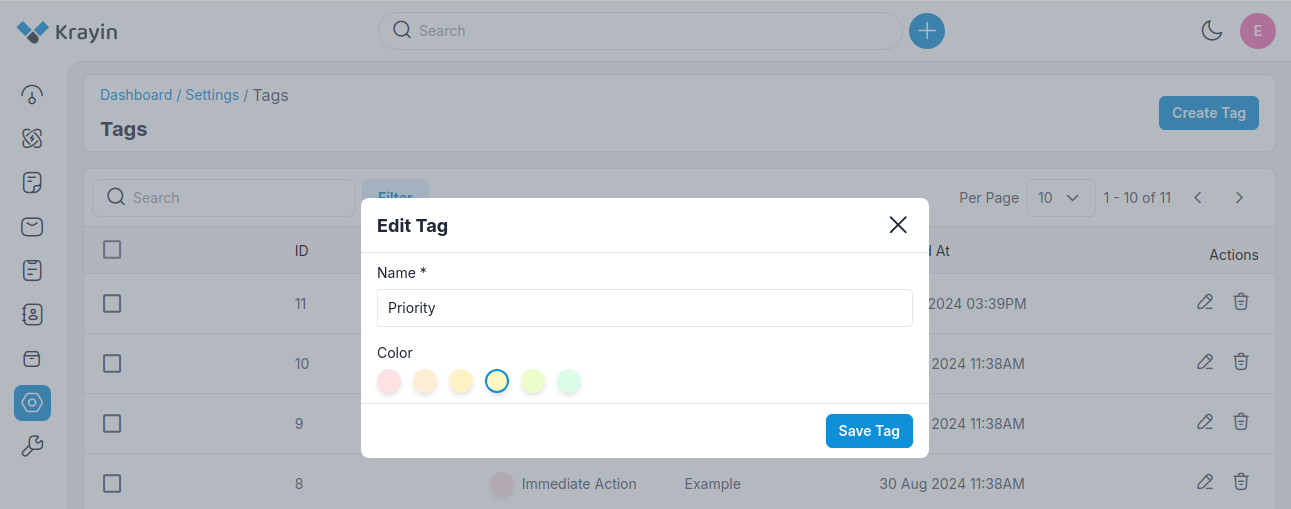 Krayin
Search
E
Dashboard / Settings / Tags
Tags
Create Tag
Search
Filter
Per Page 10 1 - 10 of 11
Edit Tag
ID
At
Actions
Name *
Priority
11
2024 03:39PM
Color
10
2024 11:38AM
9
2024 11:38AM
Save Tag
8 Immediate Action Example 30 Aug 2024 11:38AM